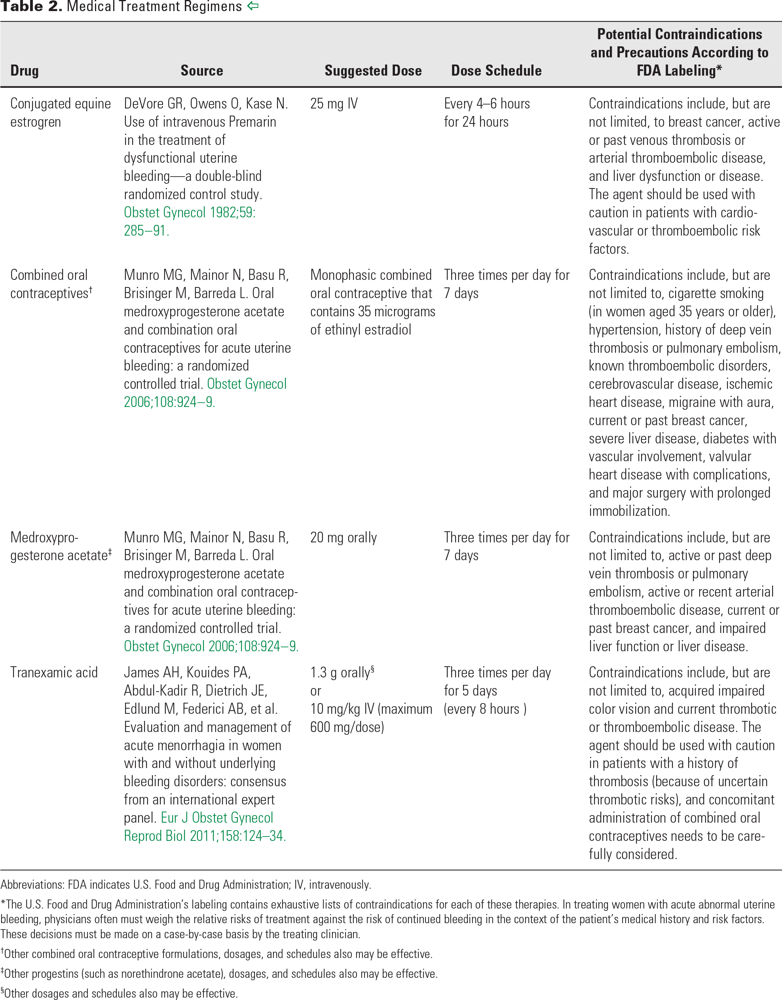 Table 2. Medical Treatment Regimens ⇦
Drug
Source
Suggested Dose
Dose Schedule
Potential Contraindications
and Precautions According to
FDA Labeling*
Conjugated equine
estrogren
DeVore GR, Owens O, Kase N.
Use of intravenous Premarin
in the treatment of
dysfunctional uterine
bleeding—a double-blind
randomized control study.
Obstet Gynecol 1982;59:
285–91.
25 mg IV
Every 4–6 hours
for 24 hours
Contraindications include, but are
not limited, to breast cancer, active
or past venous thrombosis or
arterial thromboembolic disease,
and liver dysfunction or disease.
The agent should be used with
caution in patients with cardio-
vascular or thromboembolic risk
factors.
Combined oral
contraceptives†
Munro MG, Mainor N, Basu R,
Brisinger M, Barreda L. Oral
medroxyprogesterone acetate
and combination oral
contraceptives for acute uterine
bleeding: a randomized
controlled trial. Obstet Gynecol
2006;108:924–9.
Monophasic combined
oral contraceptive that
contains 35 micrograms
of ethinyl estradiol
Three times per day for
7 days
Contraindications include, but are
not limited to, cigarette smoking
(in women aged 35 years or older),
hypertension, history of deep vein
thrombosis or pulmonary embolism,
known thromboembolic disorders,
cerebrovascular disease, ischemic
heart disease, migraine with aura,
current or past breast cancer,
severe liver disease, diabetes with
vascular involvement, valvular
heart disease with complications,
and major surgery with prolonged
immobilization.
Medroxypro-
gesterone acetate‡
Munro MG, Mainor N, Basu R,
Brisinger M, Barreda L. Oral
medroxyprogesterone acetate
and combination oral contracep-
tives for acute uterine bleeding:
a randomized controlled trial.
Obstet Gynecol 2006;108:924–9.
20 mg orally
Three times per day for
7 days
Contraindications include, but are
not limited to, active or past deep
vein thrombosis or pulmonary
embolism, active or recent arterial
thromboembolic disease, current or
past breast cancer, and impaired
liver function or liver disease.
Tranexamic acid
James AH, Kouides PA,
Abdul-Kadir R, Dietrich JE,
Edlund M, Federici AB, et al.
Evaluation and management of
acute menorrhagia in women
with and without underlying
bleeding disorders: consensus
from an international expert
panel. Eur J Obstet Gynecol
Reprod Biol 2011;158:124–34.
1.3 g orally§
or
10 mg/kg IV (maximum
600 mg/dose)
Three times per day
for 5 days
(every 8 hours )
Contraindications include, but are
not limited to, acquired impaired
color vision and current thrombotic
or thromboembolic disease. The
agent should be used with caution
in patients with a history of
thrombosis (because of uncertain
thrombotic risks), and concomitant
administration of combined oral
contraceptives needs to be care-
fully considered.
Abbreviations: FDA indicates U.S. Food and Drug Administration; IV, intravenously.
*The U.S. Food and Drug Administration’s labeling contains exhaustive lists of contraindications for each of these therapies. In treating women with acute abnormal uterine
bleeding, physicians often must weigh the relative risks of treatment against the risk of continued bleeding in the context of the patient’s medical history and risk factors.
These decisions must be made on a case-by-case basis by the treating clinician.
†Other combined oral contraceptive formulations, dosages, and schedules also may be effective.
‡Other progestins (such as norethindrone acetate), dosages, and schedules also may be effective.
§Other dosages and schedules also may be effective.